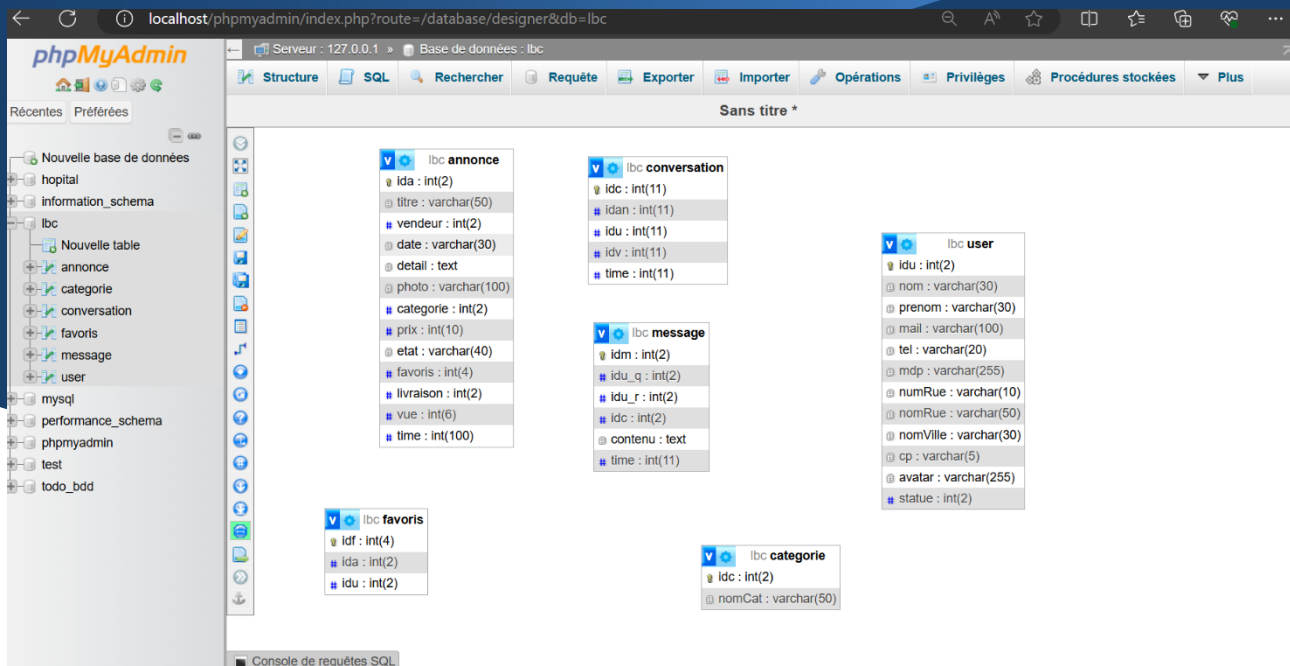 localhost/phpmyadmin/index.php?route=/database/designer&db=lbc
phpMyAdmin
Récentes Préférées
Nouvelle base de données
hopital
information_schema
lbc
Nouvelle table
annonce
categorie
conversation
favoris
message
user
mysql
performance_schema
phpmyadmin
test
todo_bdd
Serveur : 127.0.0.1 » Base de données : lbc
Structure SQL Rechercher Requête Exporter Importer Opérations Privilèges Procédures stockées Plus
Sans titre *
lbc annonce
ida : int(2)
titre : varchar(50)
vendeur : int(2)
date : varchar(30)
detail : text
photo : varchar(100)
categorie : int(2)
prix : int(10)
etat : varchar(40)
favoris : int(4)
livraison : int(2)
vue : int(6)
time : int(100)
lbc conversation
idc : int(11)
idan : int(11)
idu : int(11)
idv : int(11)
time : int(11)
lbc message
idm : int(2)
idu_q : int(2)
idu_r : int(2)
idc : int(2)
contenu : text
time : int(11)
lbc user
idu : int(2)
nom : varchar(30)
prenom : varchar(30)
mail : varchar(100)
tel : varchar(20)
mdp : varchar(255)
numRue : varchar(10)
nomRue : varchar(50)
nomVille : varchar(30)
cp : varchar(5)
avatar : varchar(255)
statue : int(2)
lbc favoris
idf : int(4)
ida : int(2)
idu : int(2)
lbc categorie
idc : int(2)
nomCat : varchar(50)
Console de requêtes SQL